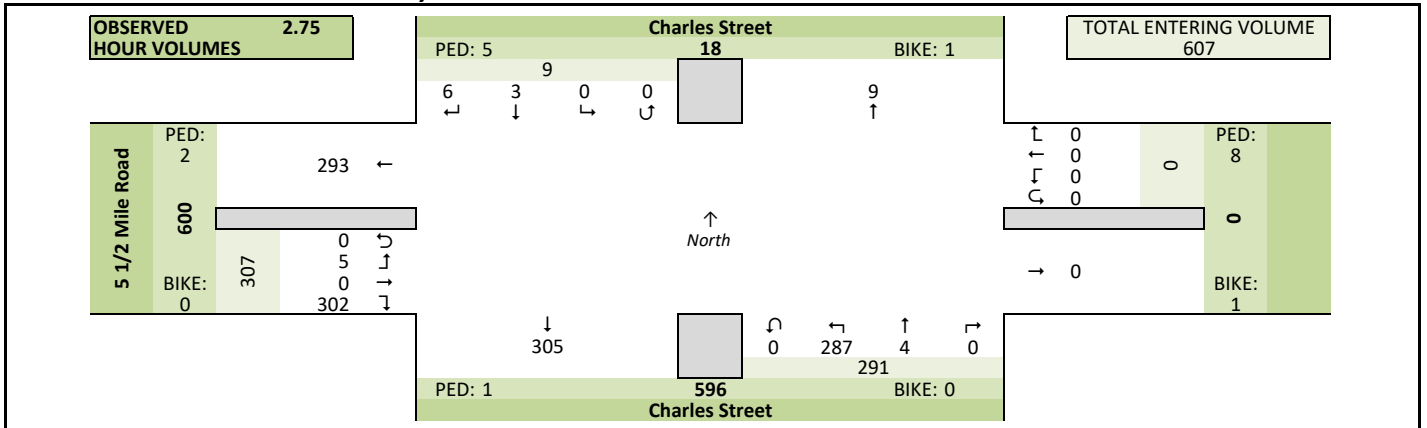 OBSERVED 2.75
HOUR VOLUMES
Charles Street
PED: 5 18 BIKE: 1
TOTAL ENTERING VOLUME
607
9
6 3 0 0
↵ ↓ ↳ ↺
9
↑
5 1/2 Mile Road
PED:
2
600
BIKE:
0
293 ←
307
0 ↺
5 ↳
0 →
302 ↴
↑
North
↑ 0
← 0
↓ 0
↺ 0
0
→ 0
PED:
8
0
BIKE:
1
↓
305
↺ ↰ ↑ ↱
0 287 4 0
291
PED: 1 596 BIKE: 0
Charles Street